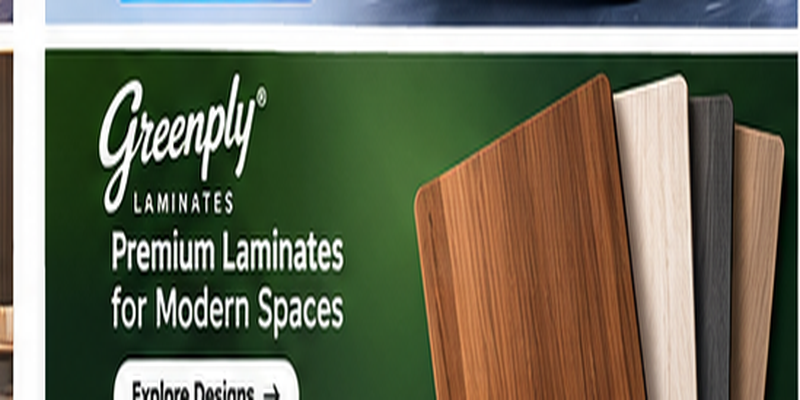 Greenply®
LAMINATES
Premium Laminates
for Modern Spaces
Explore Designs →